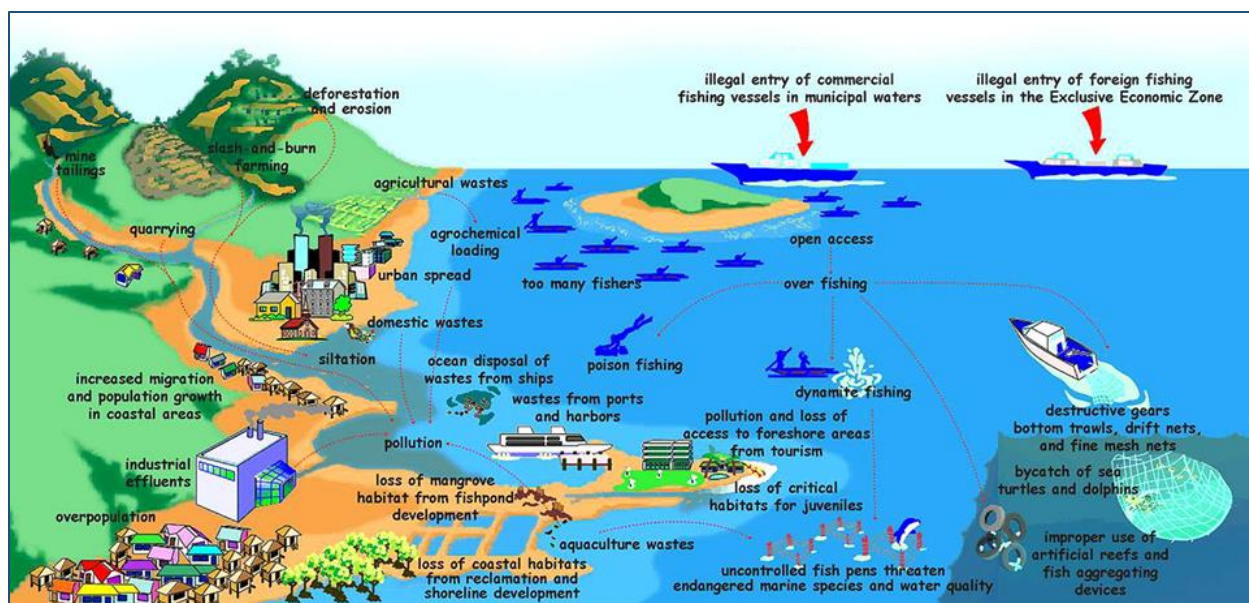 deforestation
and erosion
illegal entry of commercial
fishing vessels in municipal waters
illegal entry of foreign fishing
vessels in the Exclusive Economic Zone
mine
tailings
slash-and-burn
farming
agricultural wastes
quarrying
agrochemical
loading
open access
urban spread
too many fishers
over fishing
domestic wastes
siltation
ocean disposal of
wastes from ships
poison fishing
dynamite fishing
increased migration
and population growth
in coastal areas
wastes from ports
and harbors
pollution
pollution and loss of
access to foreshore areas
from tourism
destructive gears
bottom trawls, drift nets,
and fine mesh nets
industrial
effluents
loss of mangrove
habitat from fishpond
development
loss of critical
habitats for juveniles
bycatch of sea
turtles and dolphins
overpopulation
aquaculture wastes
loss of coastal habitats
from reclamation and
shoreline development
uncontrolled fish pens threaten
endangered marine species and water quality
improper use of
artificial reefs and
fish aggregating
devices